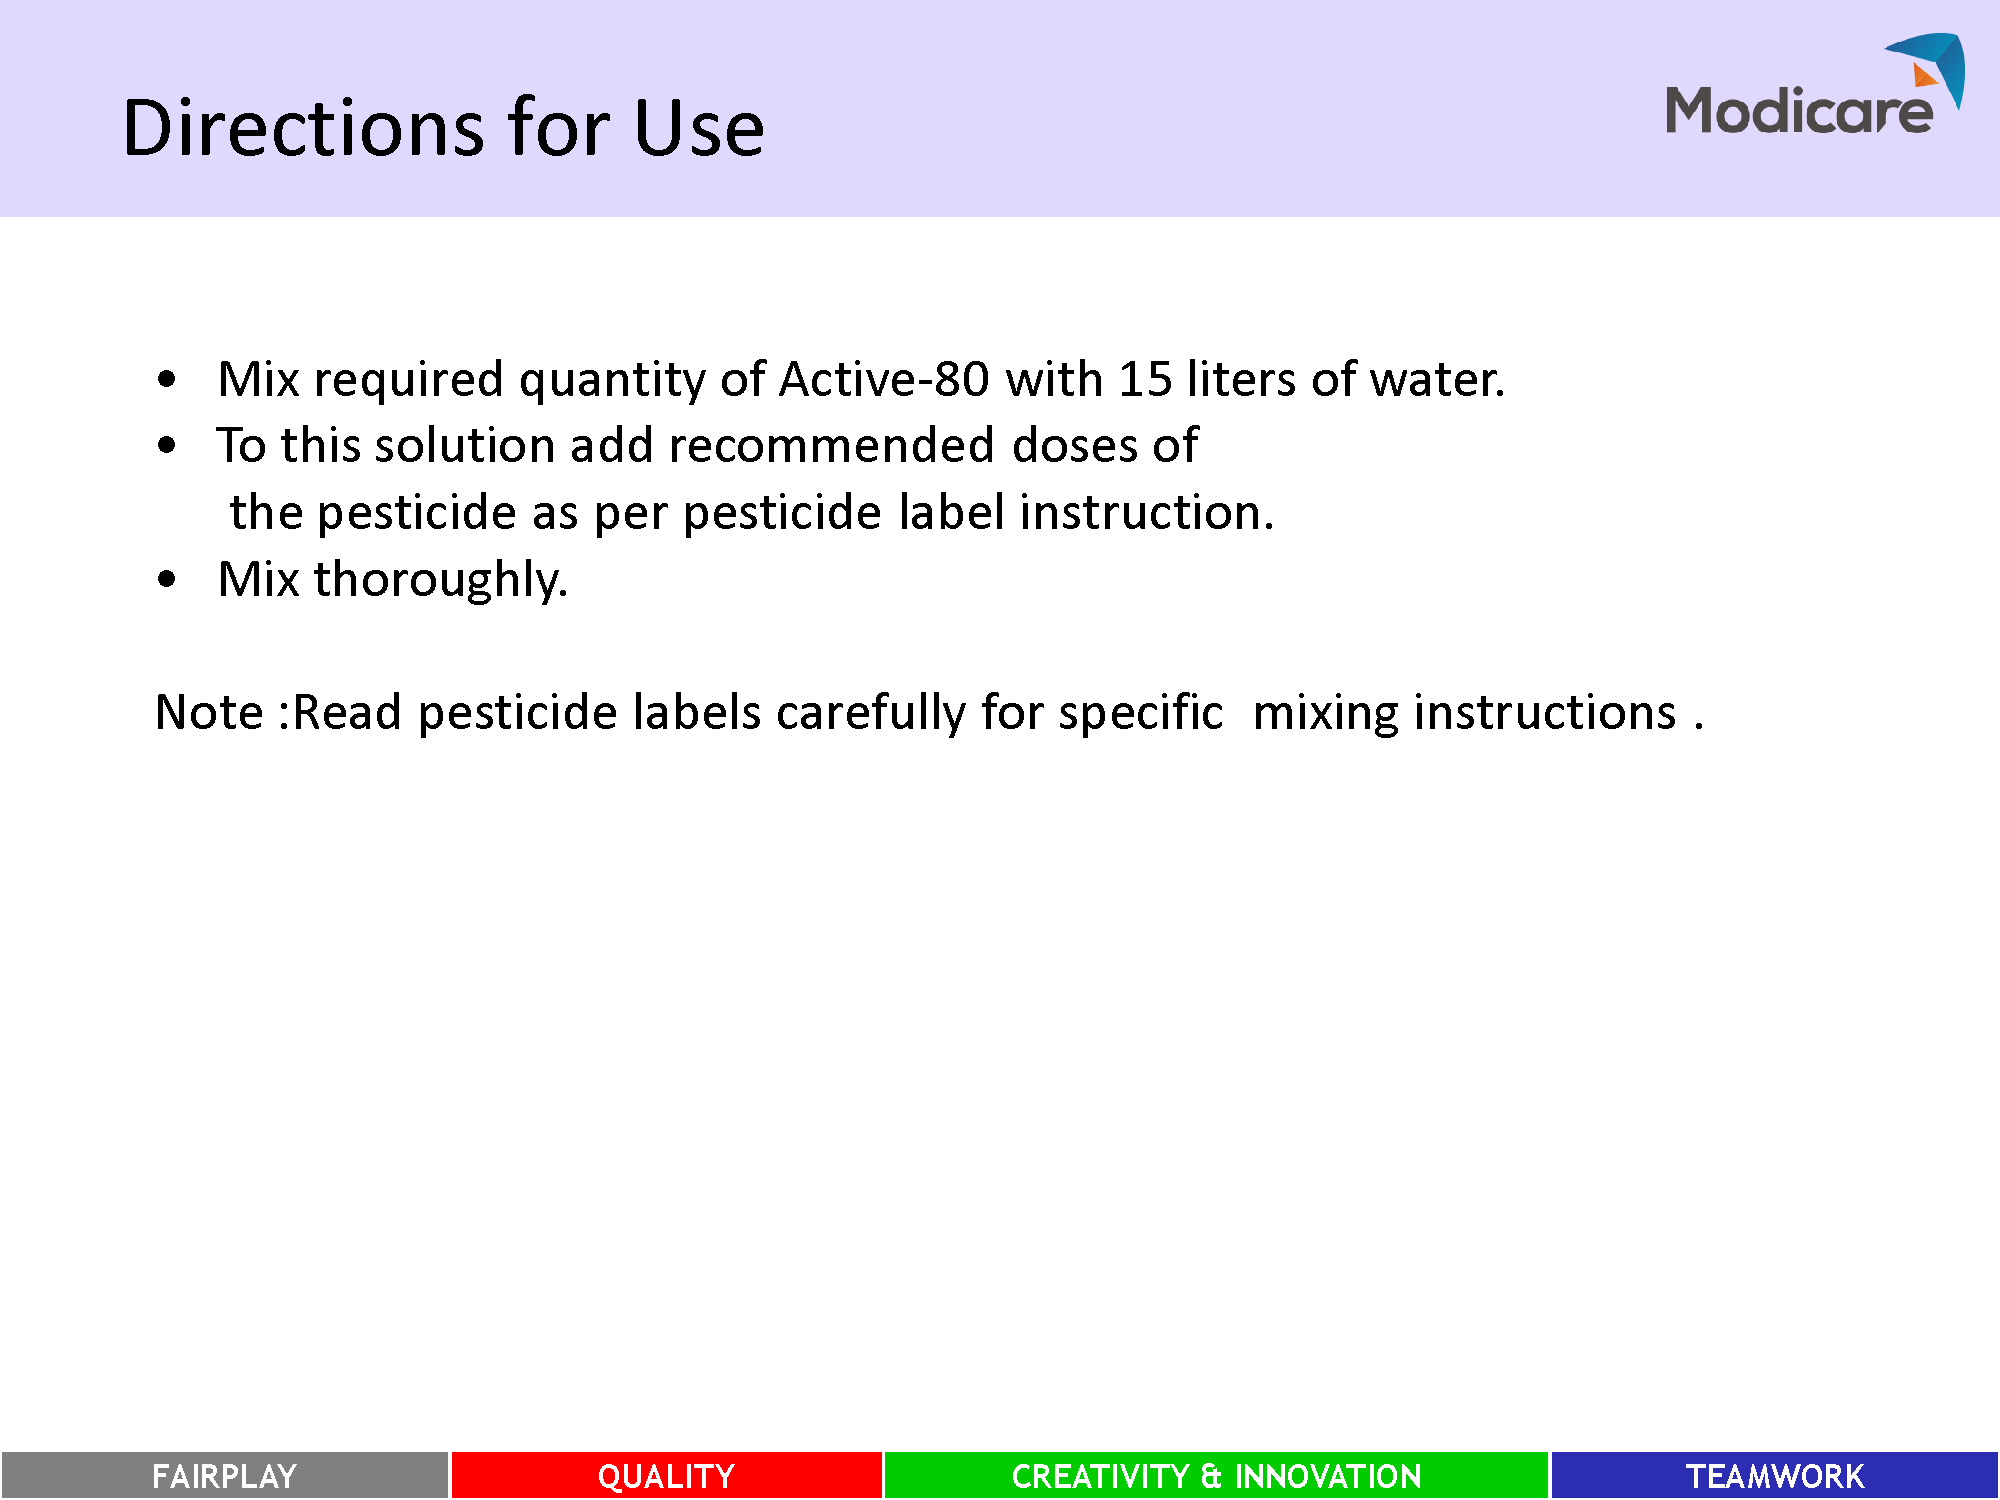 Directions for Use
Modicare
• Mix required quantity of Active-80 with 15 liters of water.
• To this solution add recommended doses of
the pesticide as per pesticide label instruction.
• Mix thoroughly.
Note :Read pesticide labels carefully for specific mixing instructions .
FAIRPLAY
QUALITY
CREATIVITY & INNOVATION
TEAMWORK